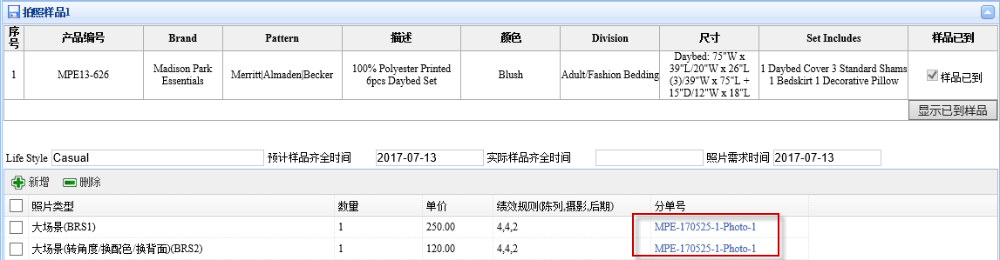 拍照样品1
序号 产品编号 Brand Pattern 描述 颜色 Division 尺寸 Set Includes 样品已到
1 MPE13-626 Madison Park Essentials Merritt|Almaden|Becker 100% Polyester Printed 6pcs Daybed Set Blush Adult/Fashion Bedding Daybed: 75"W x 39"L/20"W x 26"L (3)/39"W x 75"L + 15"D/12"W x 18"L 1 Daybed Cover 3 Standard Shams 1 Bedskirt 1 Decorative Pillow 样品已到
显示已到样品
Life Style Casual 预计样品齐全时间 2017-07-13 实际样品齐全时间 照片需求时间 2017-07-13
新增 删除
照片类型 数量 单价 绩效规则(陈列,摄影,后期) 分单号
大场景(BRS1) 1 250.00 4,4,2 MPE-170525-1-Photo-1
大场景(转角度/换配色/换背面)(BRS2) 1 120.00 4,4,2 MPE-170525-1-Photo-1